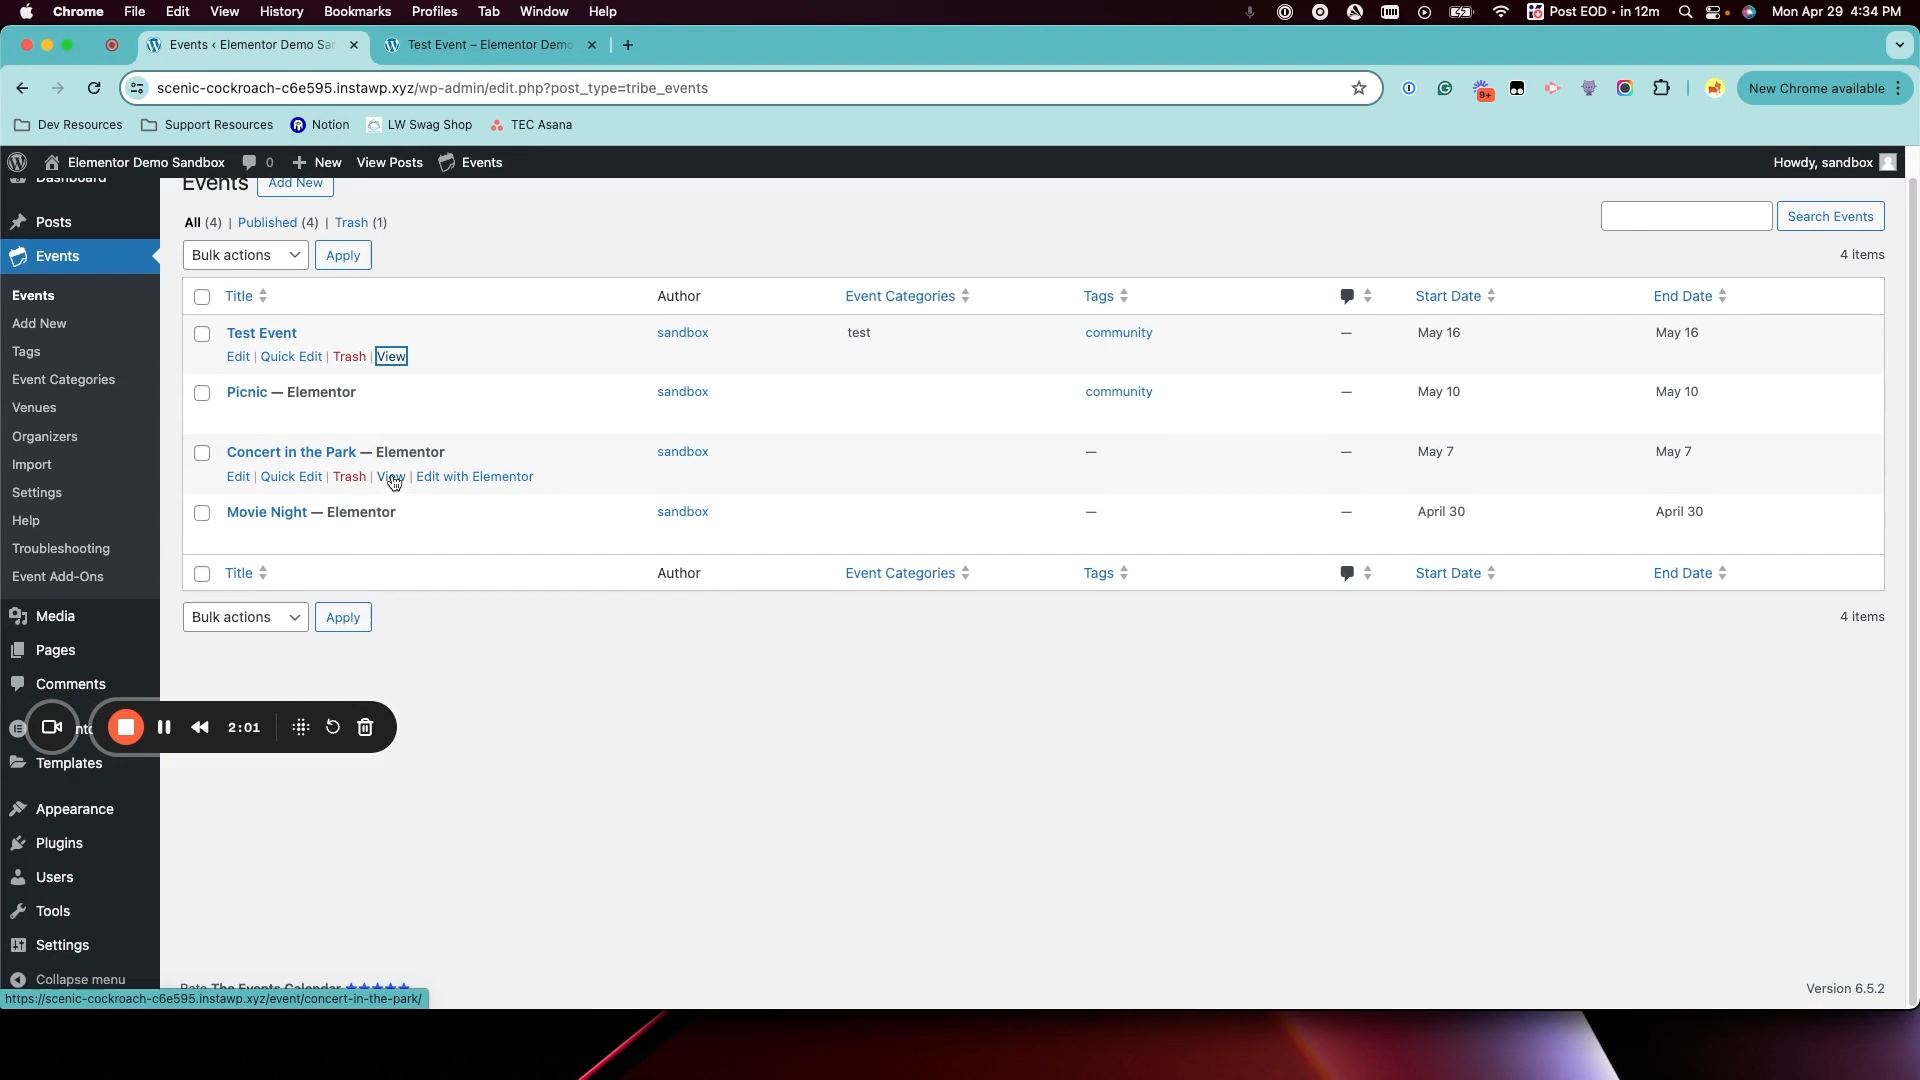 Chrome File Edit View History Bookmarks Profiles Tab Window Help Post EOD • in 12m Mon Apr 29 4:34 PM
Events ‹ Elementor Demo Sa Test Event – Elementor Demo
scenic-cockroach-c6e595.instawp.xyz/wp-admin/edit.php?post_type=tribe_events 9+ New Chrome available
Dev Resources Support Resources Notion LW Swag Shop TEC Asana
Elementor Demo Sandbox 0 New View Posts Events Howdy, sandbox
Dashboard
Posts
Events
Events
Add New
Tags
Event Categories
Venues
Organizers
Import
Settings
Help
Troubleshooting
Event Add-Ons
Media
Pages
Comments
Templates
Appearance
Plugins
Users
Tools
Settings
Collapse menu
Events Add New
All (4) | Published (4) | Trash (1) Search Events
Bulk actions Apply 4 items
Title Author Event Categories Tags Start Date End Date
Test Event sandbox test community — May 16 May 16
Edit | Quick Edit | Trash | View
Picnic — Elementor sandbox community — May 10 May 10
Concert in the Park — Elementor sandbox — — May 7 May 7
Edit | Quick Edit | Trash | View | Edit with Elementor
Movie Night — Elementor sandbox — — April 30 April 30
Title Author Event Categories Tags Start Date End Date
Bulk actions Apply 4 items
2:01
Rate The Events Calendar ★★★★★
Version 6.5.2
https://scenic-cockroach-c6e595.instawp.xyz/event/concert-in-the-park/